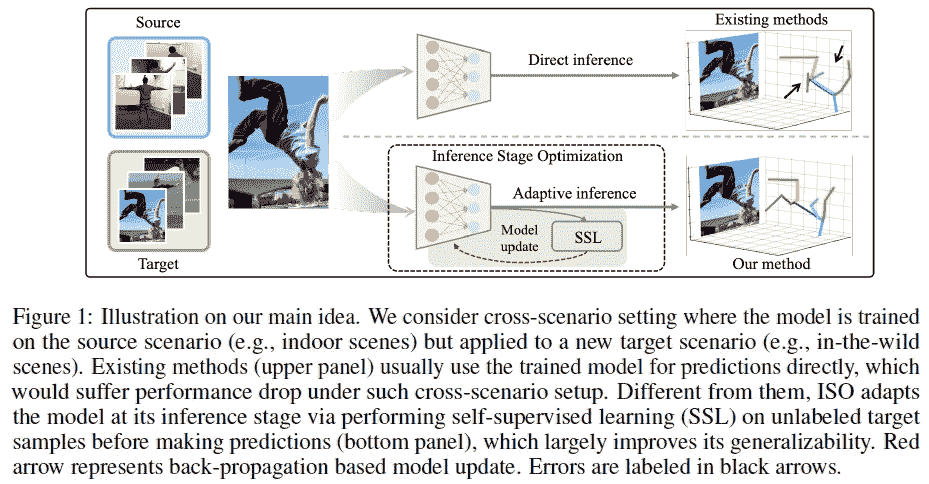 Source
Existing methods
Direct inference
Inference Stage Optimization
Adaptive inference
Model
update
SSL
Target
Our method
Figure 1: Illustration on our main idea. We consider cross-scenario setting where the model is trained
on the source scenario (e.g., indoor scenes) but applied to a new target scenario (e.g., in-the-wild
scenes). Existing methods (upper panel) usually use the trained model for predictions directly, which
would suffer performance drop under such cross-scenario setup. Different from them, ISO adapts
the model at its inference stage via performing self-supervised learning (SSL) on unlabeled target
samples before making predictions (bottom panel), which largely improves its generalizability. Red
arrow represents back-propagation based model update. Errors are labeled in black arrows.